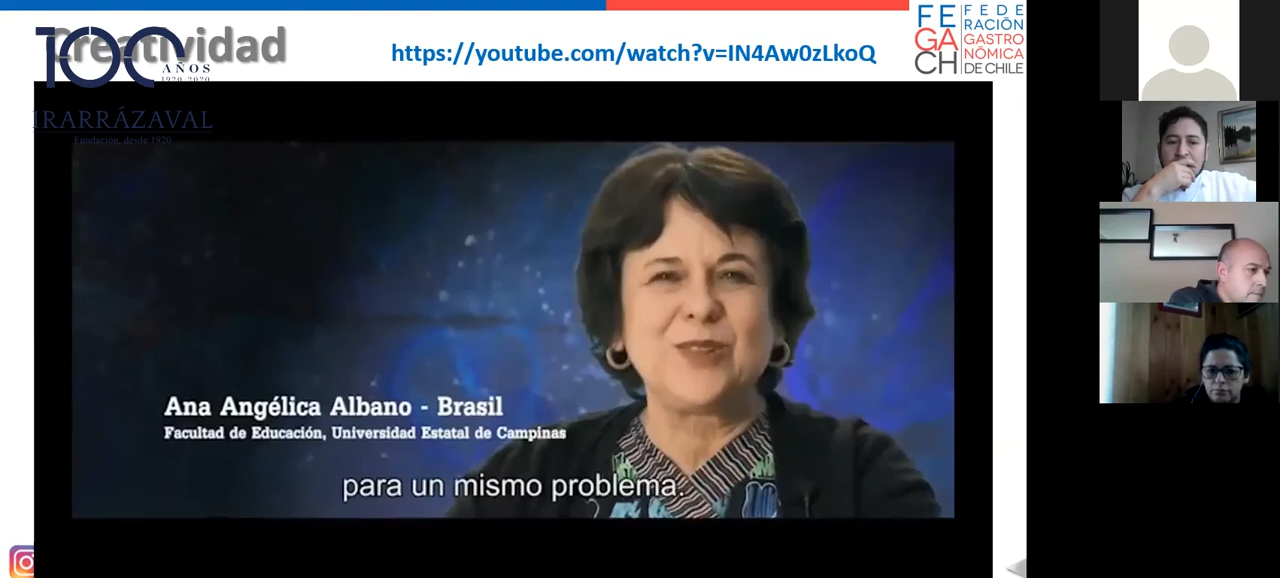 Creatividad
100
AÑOS
1920-2020
IRARRÁZAVAL
Fundación, desde 1920
https://youtube.com/watch?v=IN4Aw0zLkoQ
FE
GA
CH
FEDE
RACIÓN
GASTRO
NÓMICA
DE CHILE
Ana Angélica Albano - Brasil
Facultad de Educación, Universidad Estatal de Campinas
para un mismo problema.